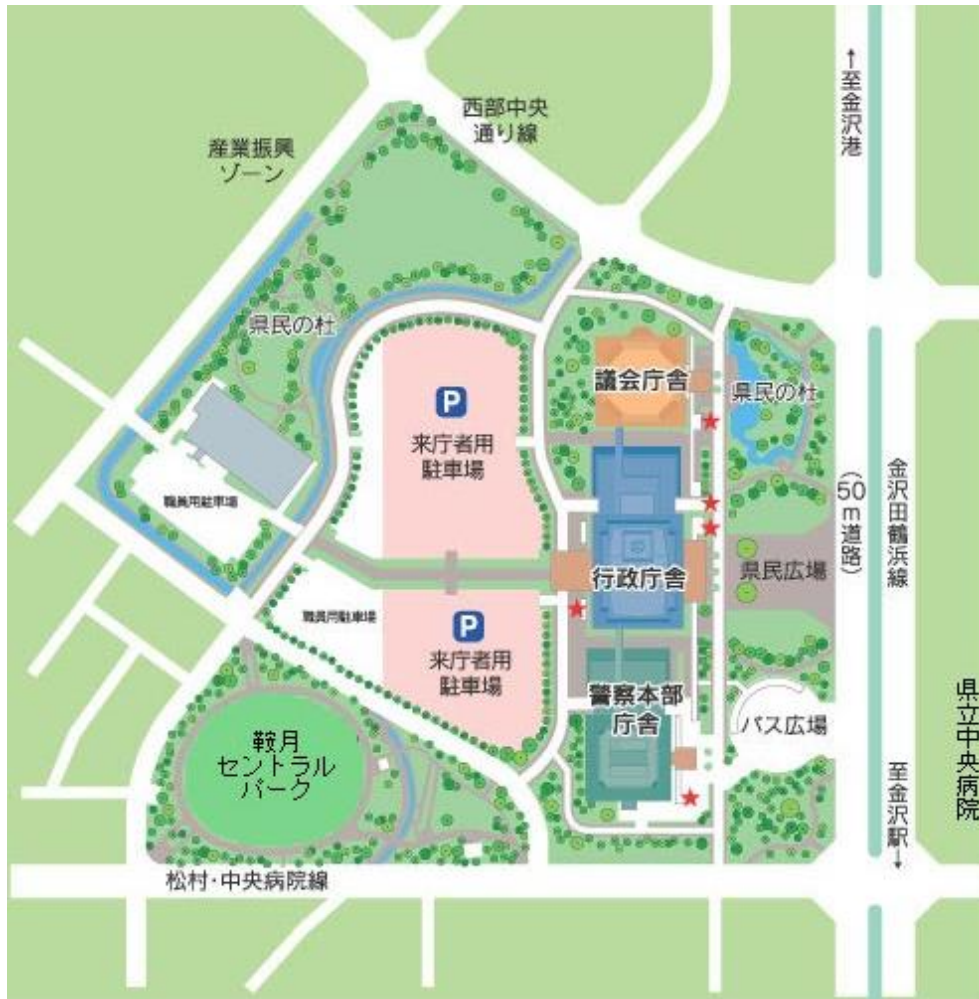 ↑至金沢港
西部中央
通り線
産業振興
ゾーン
県民の杜
議会庁舎
県民の杜
P
来庁者用
駐車場
職員用駐車場
金沢田鶴浜線
(50m道路)
行政庁舎
県民広場
職員用駐車場
P
来庁者用
駐車場
警察本部
庁舎
バス広場
県立中央病院
鞍月
セントラル
パーク
至金沢駅→
松村・中央病院線